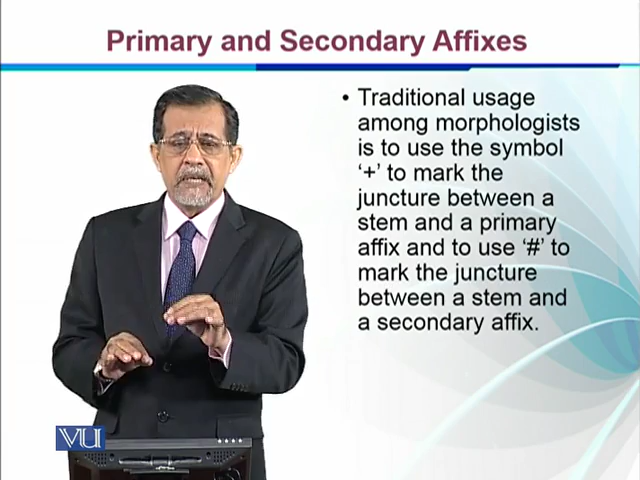 Primary and Secondary Affixes
• Traditional usage
among morphologists
is to use the symbol
‘+’ to mark the
juncture between a
stem and a primary
affix and to use ‘#’ to
mark the juncture
between a stem and
a secondary affix.
VU